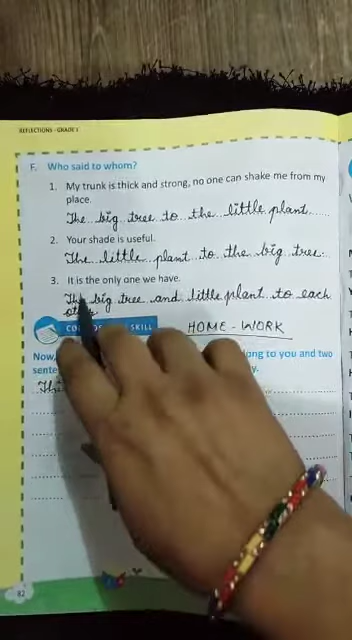 REFLECTIONS - GRADE 1
F. Who said to whom?
1. My trunk is thick and strong, no one can shake me from my
place.
The big tree to the little plant
2. Your shade is useful.
The little plant to the big tree
3. It is the only one we have.
The big tree and little plant to each
SKILL
HOME - WORK
Now, long to you and two
82